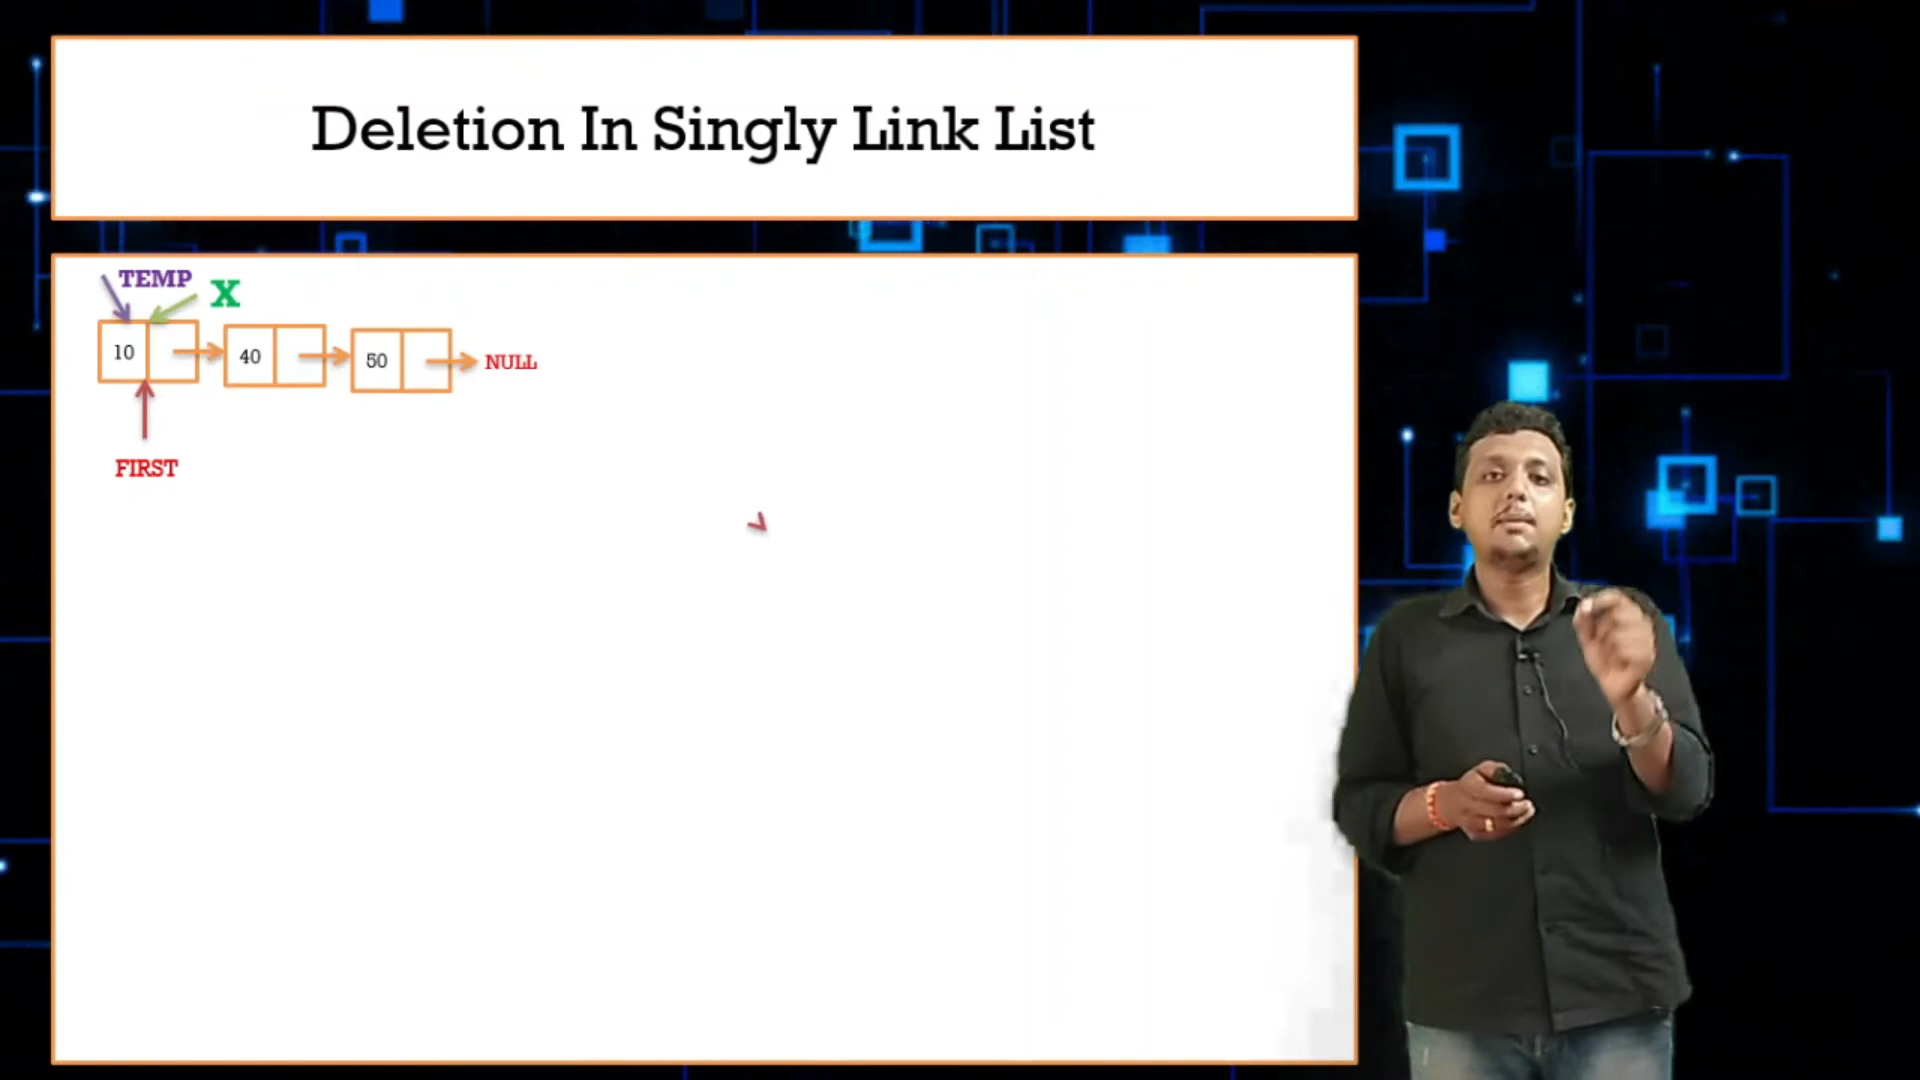 Deletion In Singly Link List
TEMP
X
10
40
50
NULL
FIRST